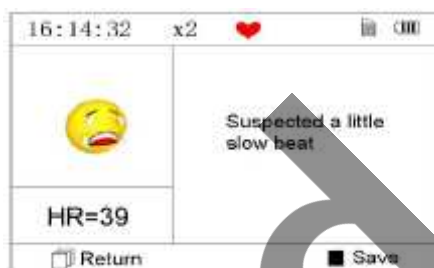 16:14:32 x2
Suspected a little
slow beat
HR=39
Return Save